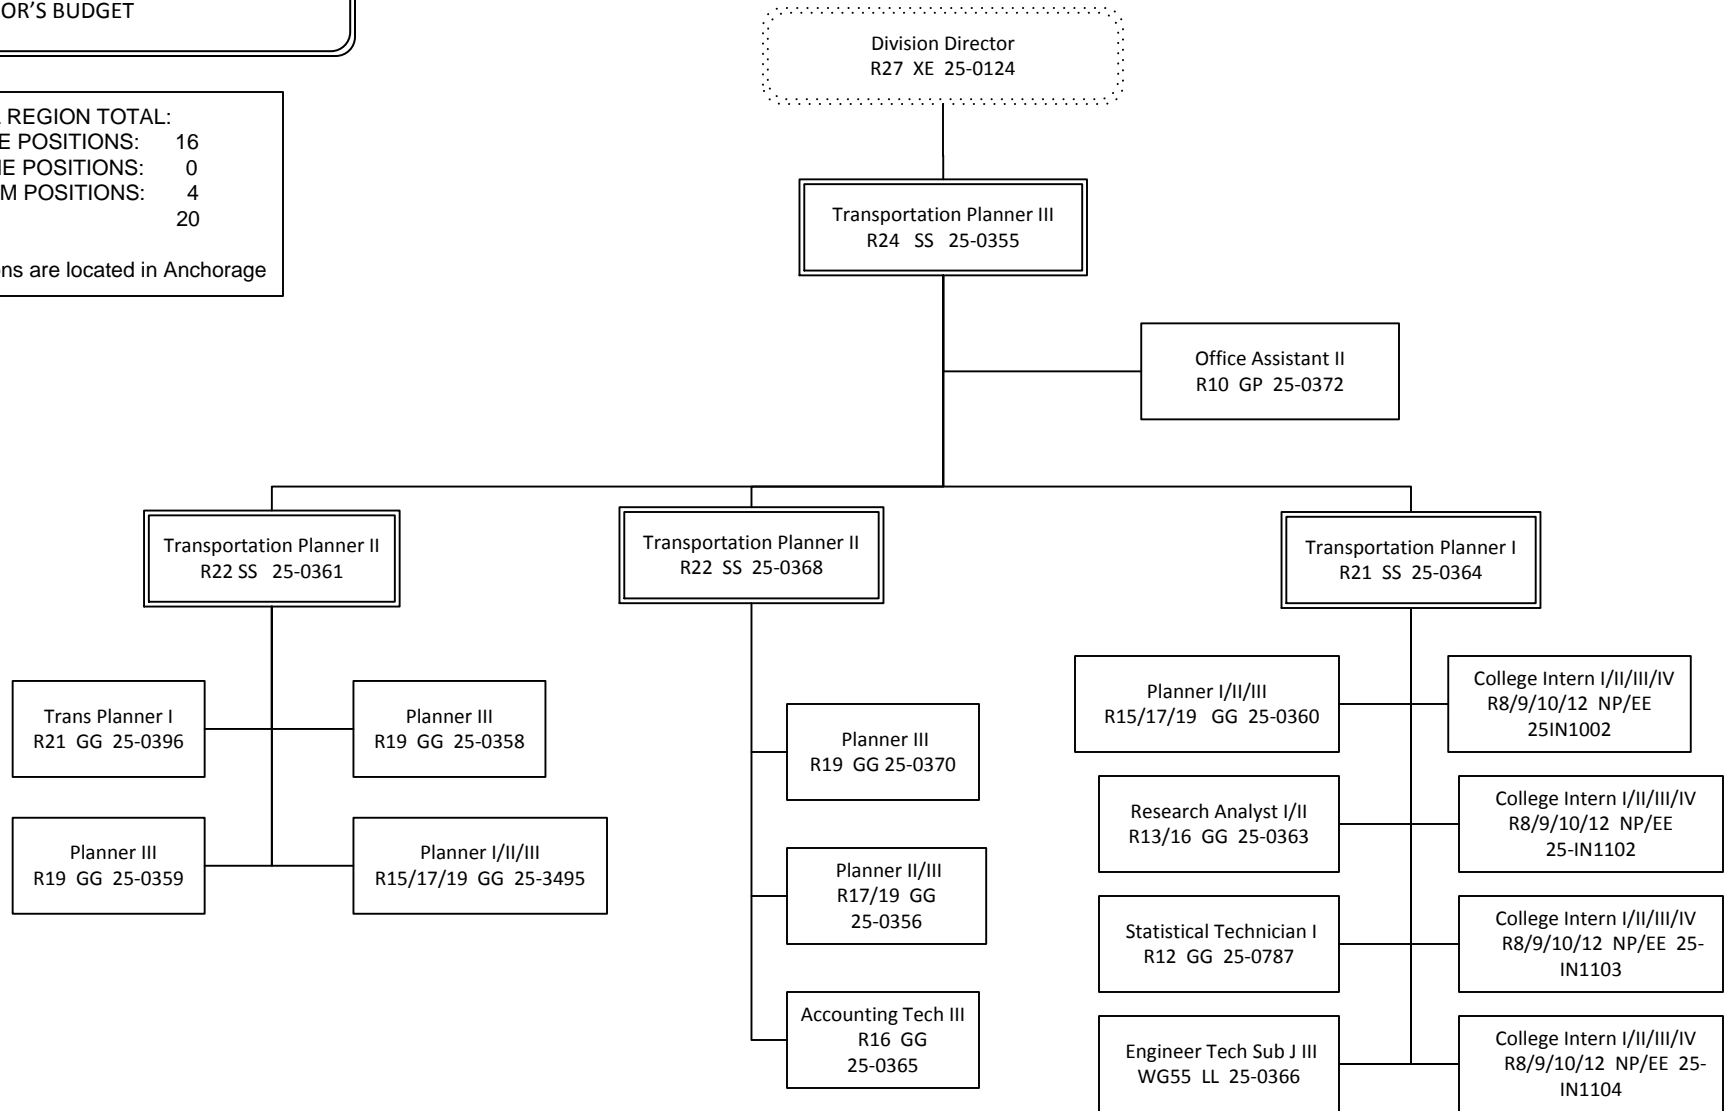 OR'S BUDGET
REGION TOTAL:
E POSITIONS: 16
NE POSITIONS: 0
M POSITIONS: 4
20
ns are located in Anchorage
Division Director
R27 XE 25-0124
Transportation Planner III
R24 SS 25-0355
Office Assistant II
R10 GP 25-0372
Transportation Planner II
R22 SS 25-0361
Trans Planner I
R21 GG 25-0396
Planner III
R19 GG 25-0358
Planner III
R19 GG 25-0359
Planner I/II/III
R15/17/19 GG 25-3495
Transportation Planner II
R22 SS 25-0368
Planner III
R19 GG 25-0370
Planner II/III
R17/19 GG
25-0356
Accounting Tech III
R16 GG
25-0365
Transportation Planner I
R21 SS 25-0364
Planner I/II/III
R15/17/19 GG 25-0360
College Intern I/II/III/IV
R8/9/10/12 NP/EE
25IN1002
Research Analyst I/II
R13/16 GG 25-0363
College Intern I/II/III/IV
R8/9/10/12 NP/EE
25-IN1102
Statistical Technician I
R12 GG 25-0787
College Intern I/II/III/IV
R8/9/10/12 NP/EE 25-
IN1103
Engineer Tech Sub J III
WG55 LL 25-0366
College Intern I/II/III/IV
R8/9/10/12 NP/EE 25-
IN1104